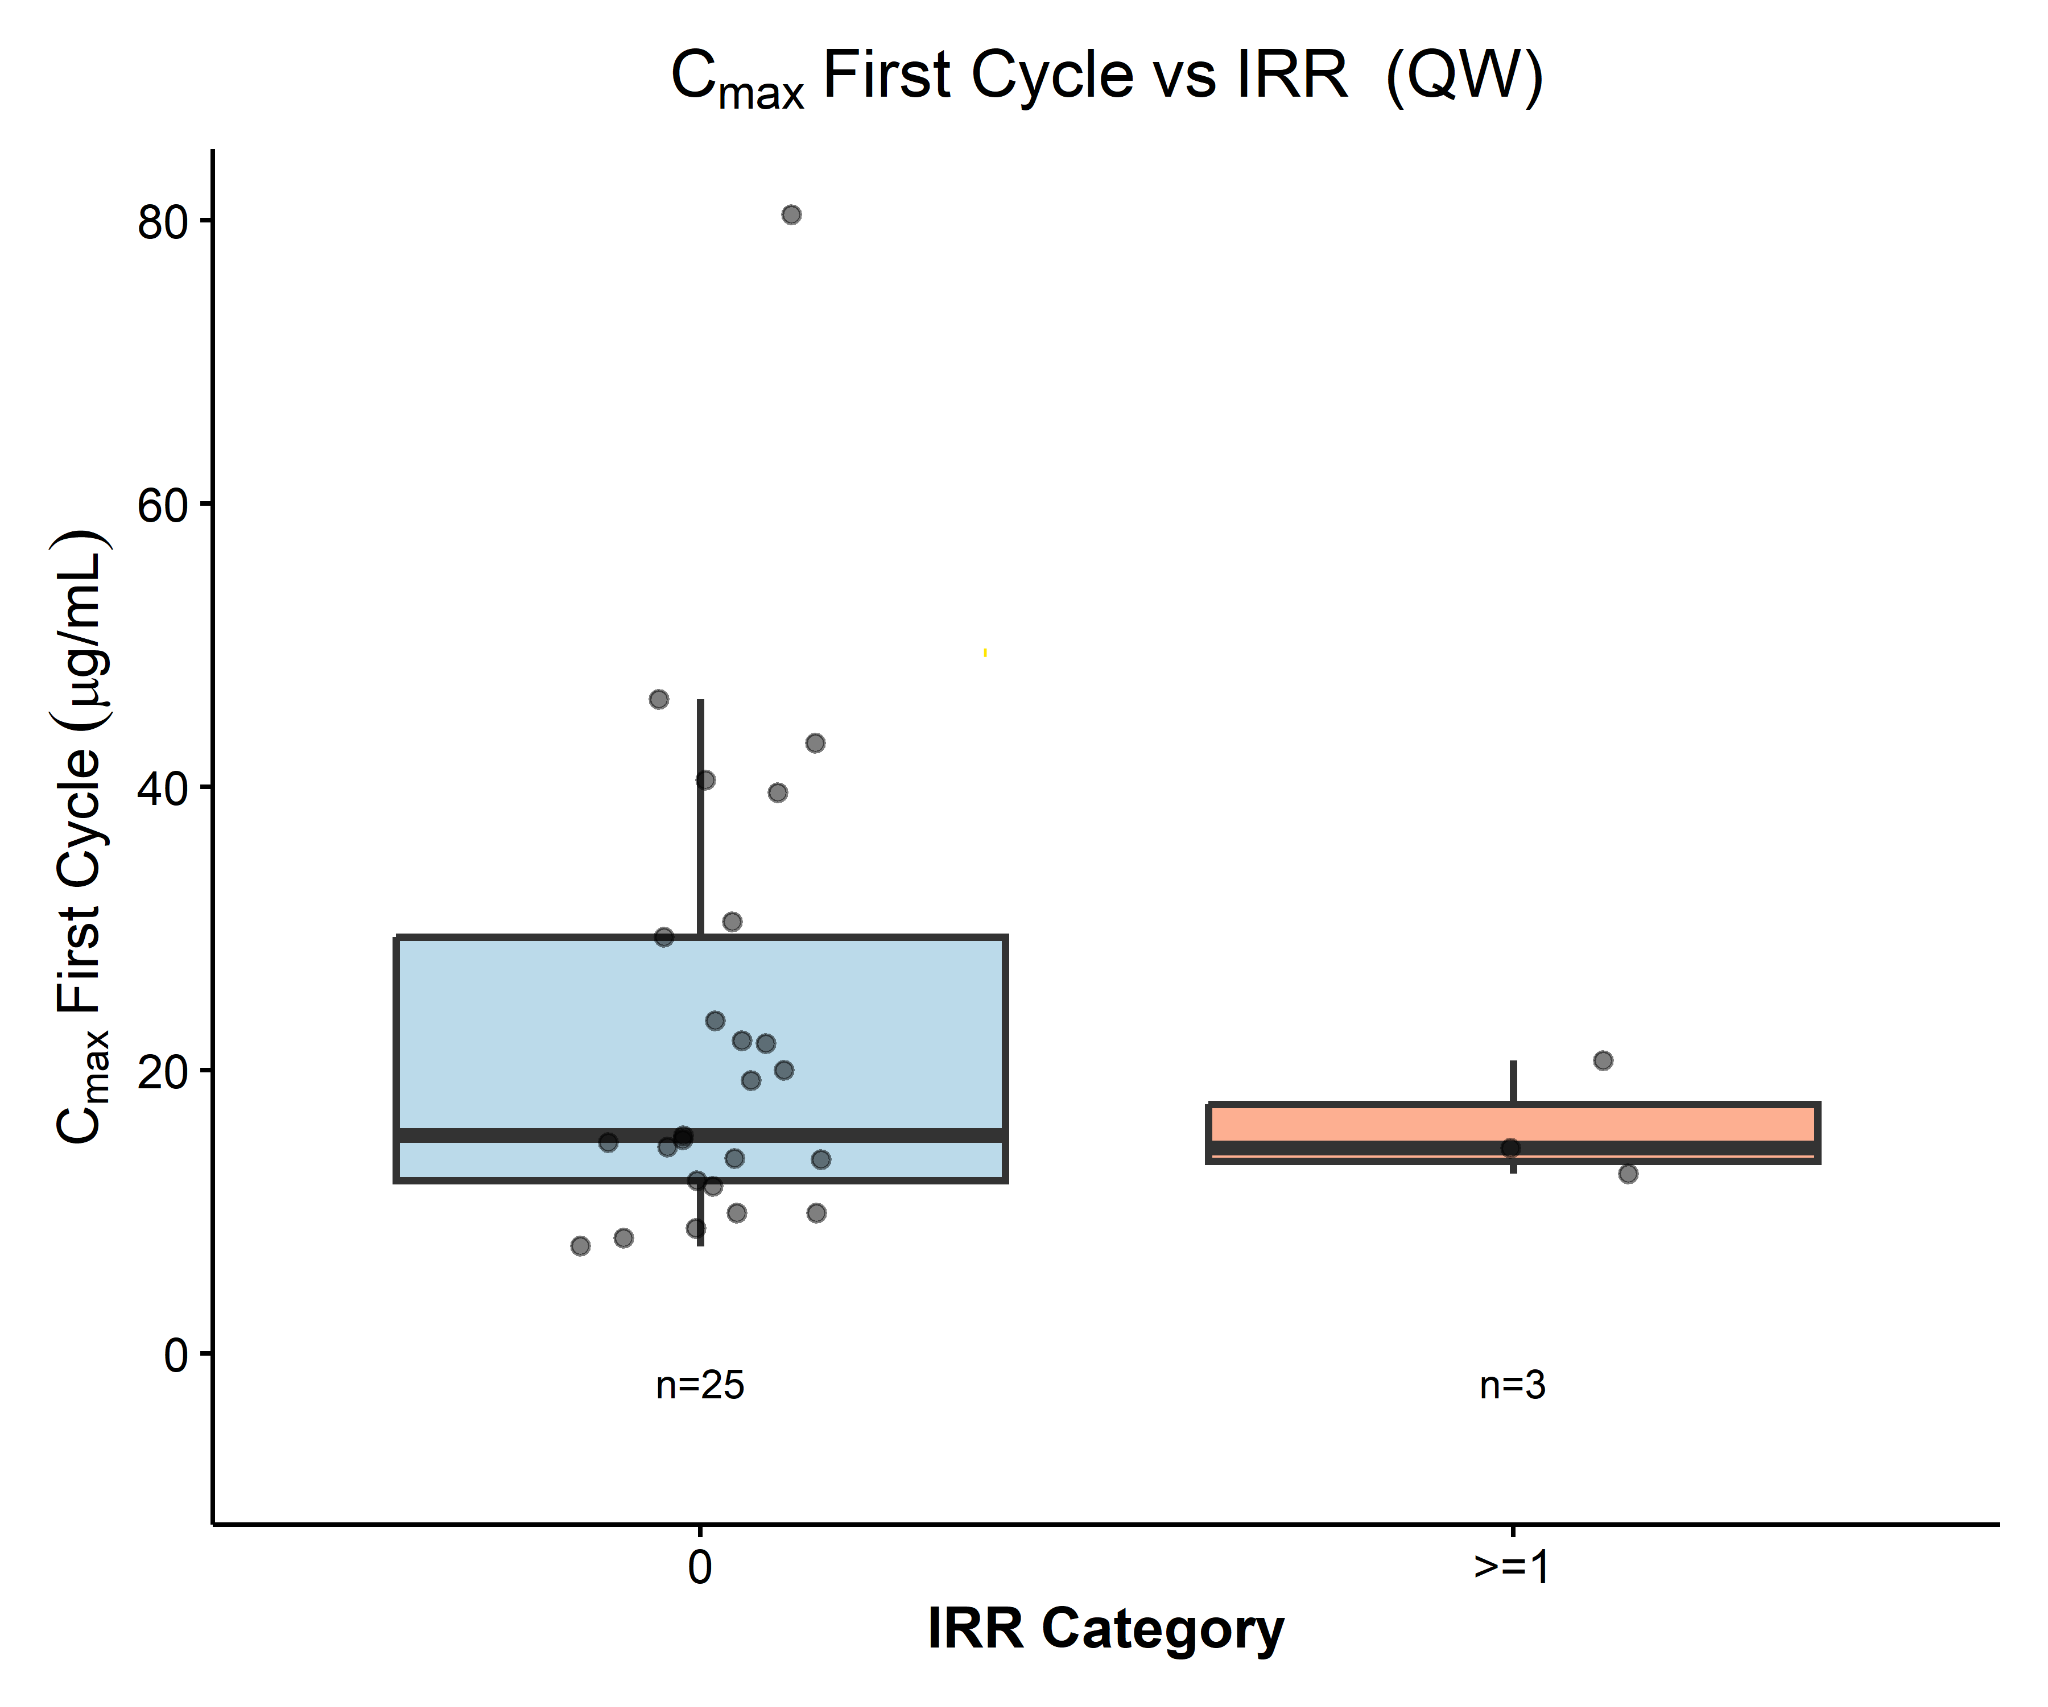 Cmax First Cycle vs IRR (QW)
Cmax First Cycle (μg/mL)
80
60
40
20
0
n=25
n=3
0
>=1
IRR Category